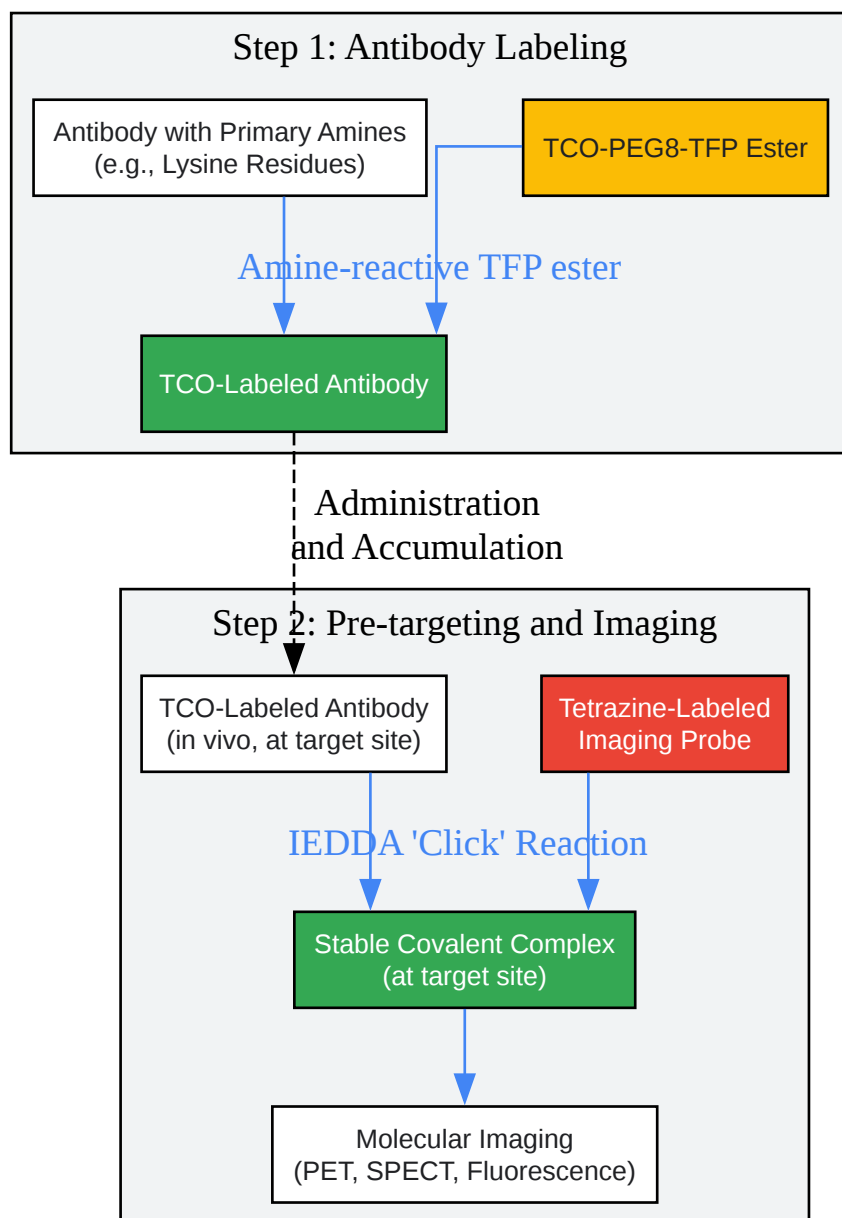 Step 1: Antibody Labeling
Antibody with Primary Amines
(e.g., Lysine Residues)
TCO-PEG8-TFP Ester
Amine-reactive TFP ester
TCO-Labeled Antibody
Administration
and Accumulation
Step 2: Pre-targeting and Imaging
TCO-Labeled Antibody
(in vivo, at target site)
Tetrazine-Labeled
Imaging Probe
IEDDA 'Click' Reaction
Stable Covalent Complex
(at target site)
Molecular Imaging
(PET, SPECT, Fluorescence)